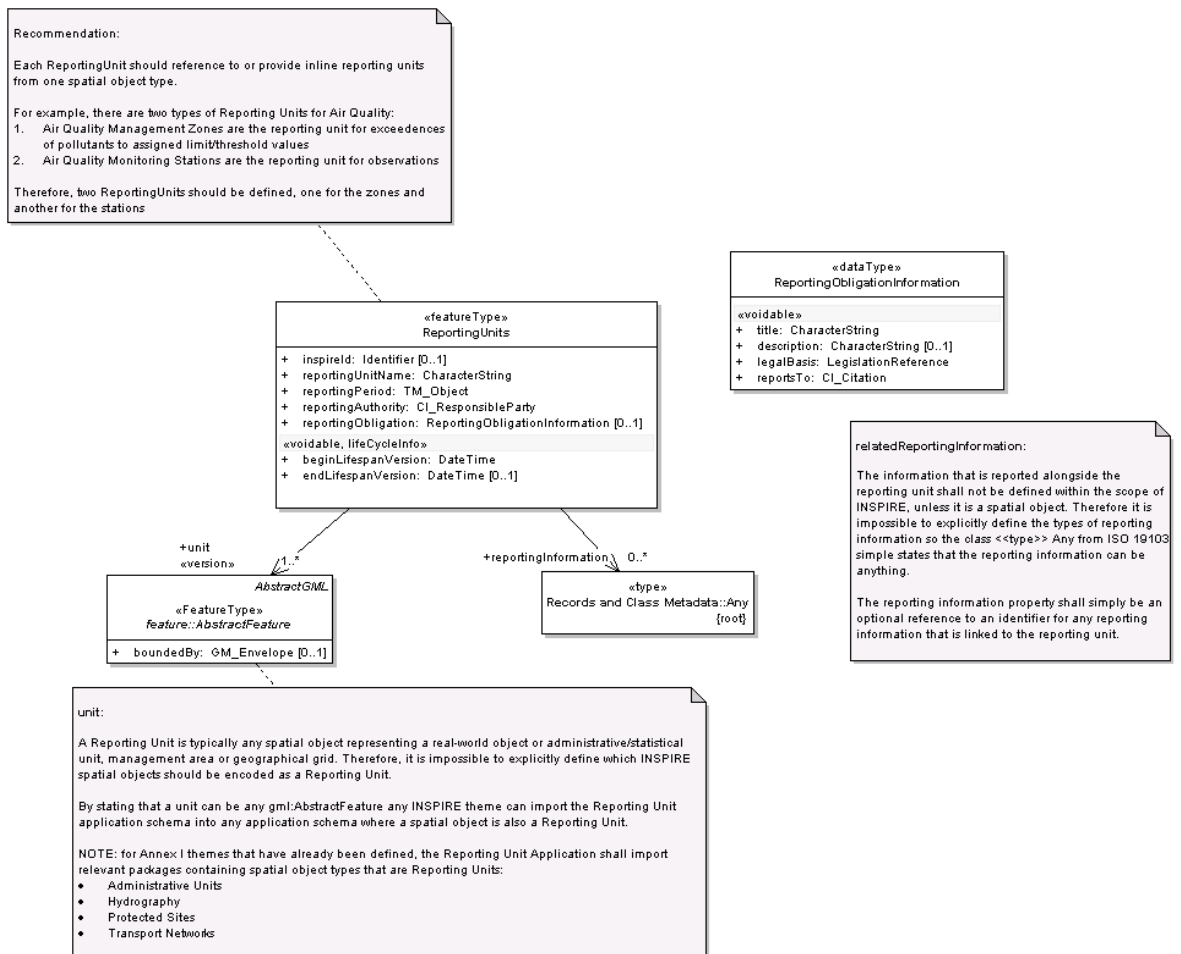 Recommendation:
Each ReportingUnit should reference to or provide inline reporting units
from one spatial object type.
For example, there are two types of Reporting Units for Air Quality:
1. Air Quality Management Zones are the reporting unit for exceedences
of pollutants to assigned limit/threshold values
2. Air Quality Monitoring Stations are the reporting unit for observations
Therefore, two ReportingUnits should be defined, one for the zones and
another for the stations
«dataType»
ReportingObligationInformation
«voidable»
+ title: CharacterString
+ description: CharacterString [0..1]
+ legalBasis: LegislationReference
+ reportsTo: CI_Citation
«featureType»
ReportingUnits
+ inspireId: Identifier [0..1]
+ reportingUnitName: CharacterString
+ reportingPeriod: TM_Object
+ reportingAuthority: CI_ResponsibleParty
+ reportingObligation: ReportingObligationInformation [0..1]
«voidable, lifeCycleInfo»
+ beginLifespanVersion: DateTime
+ endLifespanVersion: DateTime [0..1]
relatedReportingInformation:
The information that is reported alongside the
reporting unit shall not be defined within the scope of
INSPIRE, unless it is a spatial object. Therefore it is
impossible to explicitly define the types of reporting
information so the class <<type>> Any from ISO 19103
simple states that the reporting information can be
anything.
The reporting information property shall simply be an
optional reference to an identifier for any reporting
information that is linked to the reporting unit.
+unit
«version»
1..*
+reportingInformation
0..*
AbstractGML
«FeatureType»
feature::AbstractFeature
+ boundedBy: GM_Envelope [0..1]
«type»
Records and Class Metadata::Any
{root}
unit:
A Reporting Unit is typically any spatial object representing a real-world object or administrative/statistical
unit, management area or geographical grid. Therefore, it is impossible to explicitly define which INSPIRE
spatial objects should be encoded as a Reporting Unit.
By stating that a unit can be any gml:AbstractFeature any INSPIRE theme can import the Reporting Unit
application schema into any application schema where a spatial object is also a Reporting Unit.
NOTE: for Annex I themes that have already been defined, the Reporting Unit Application shall import
relevant packages containing spatial object types that are Reporting Units:
• Administrative Units
• Hydrography
• Protected Sites
• Transport Networks